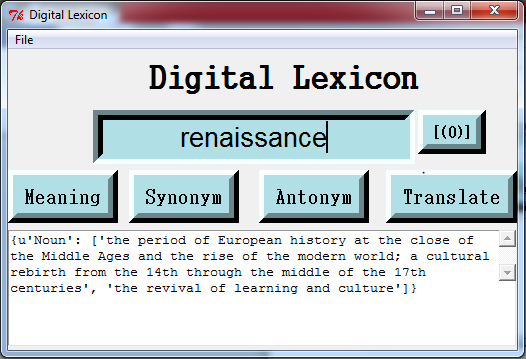 Digital Lexicon
File
Digital Lexicon
renaissance
[(O)]
Meaning
Synonym
Antonym
Translate
{u'Noun': ['the period of European history at the close of
the Middle Ages and the rise of the modern world; a cultural
rebirth from the 14th through the middle of the 17th
centuries', 'the revival of learning and culture']}